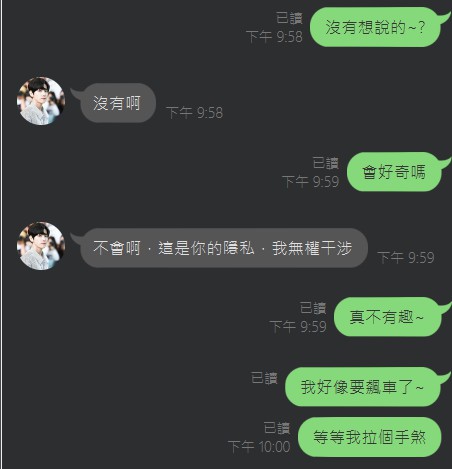 已讀
下午 9:58
沒有想說的~?
沒有啊
下午 9:58
已讀
下午 9:59
會好奇嗎
不會啊，這是你的隱私，我無權干涉
下午 9:59
已讀
下午 9:59
真不有趣~
已讀
我好像要飆車了~
已讀
下午 10:00
等等我拉個手煞